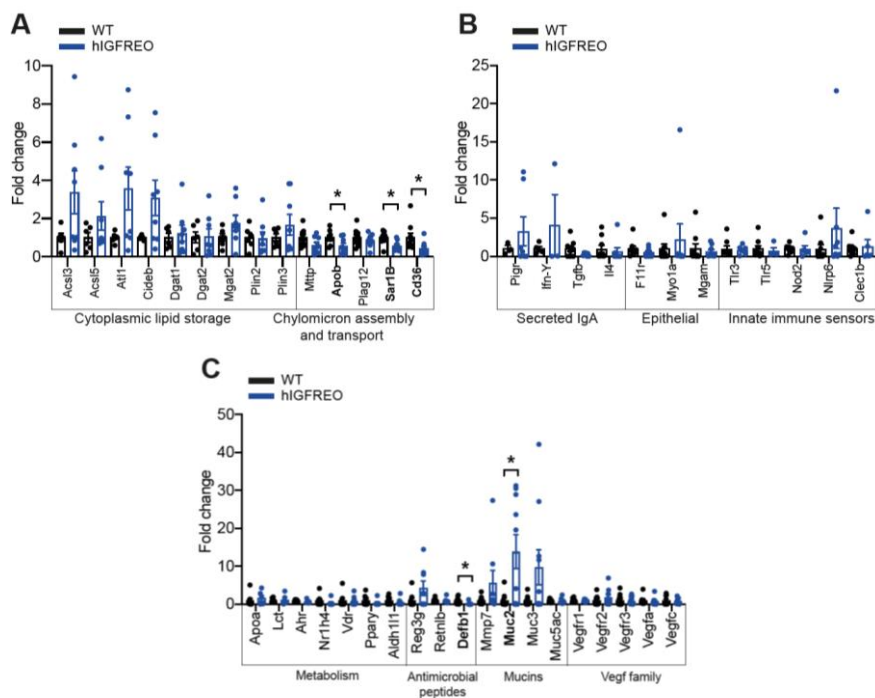 A
WT
hIGFREO
Fold change
10
8
6
4
2
0
*
*
*
Acsl3
Acsl5
Atl1
Cideb
Dgat1
Dgat2
Mgat2
Plin2
Plin3
Mttp
Apob
Plag12
Sar1B
Cd36
Cytoplasmic lipid storage
Chylomicron assembly
and transport
B
WT
hIGFREO
Fold change
25
20
15
10
5
0
Pigr
Ifn-Y
Tgfb
Il4
F11r
Myo1a
Mgam
Tlr3
Tlr5
Nod2
Nlrp6
Clec1b
Secreted IgA
Epithelial
Innate immune sensors
C
WT
hIGFREO
Fold change
50
40
30
20
10
0
*
*
Apoa
Lct
Ahr
Nr1h4
Vdr
Ppary
Aldh1l1
Reg3g
Retnlb
Defb1
Mmp7
Muc2
Muc3
Muc5ac
Vegfr1
Vegfr2
Vegfr3
Vegfa
Vegfc
Metabolism
Antimicrobial
peptides
Mucins
Vegf family